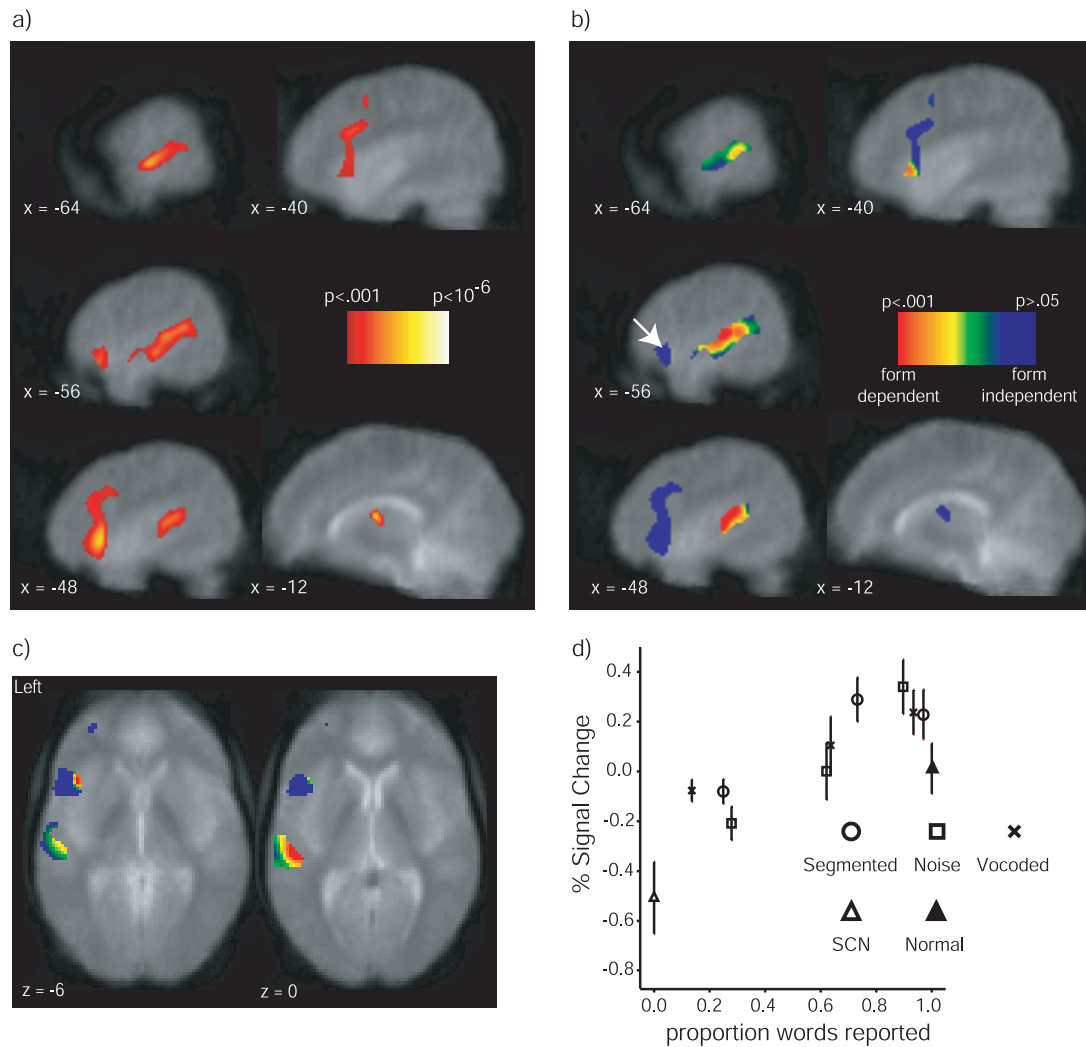 a)
x = -64
x = -40
p<.001
p<10-6
x = -56
x = -48
x = -12
b)
x = -64
x = -40
p<.001
p>.05
form dependent
form independent
x = -56
x = -48
x = -12
c)
Left
z = -6
z = 0
d)
% Signal Change
0.4
0.2
0.0
-0.2
-0.4
-0.6
-0.8
Segmented
Noise
Vocoded
SCN
Normal
0.0
0.2
0.4
0.6
0.8
1.0
proportion words reported